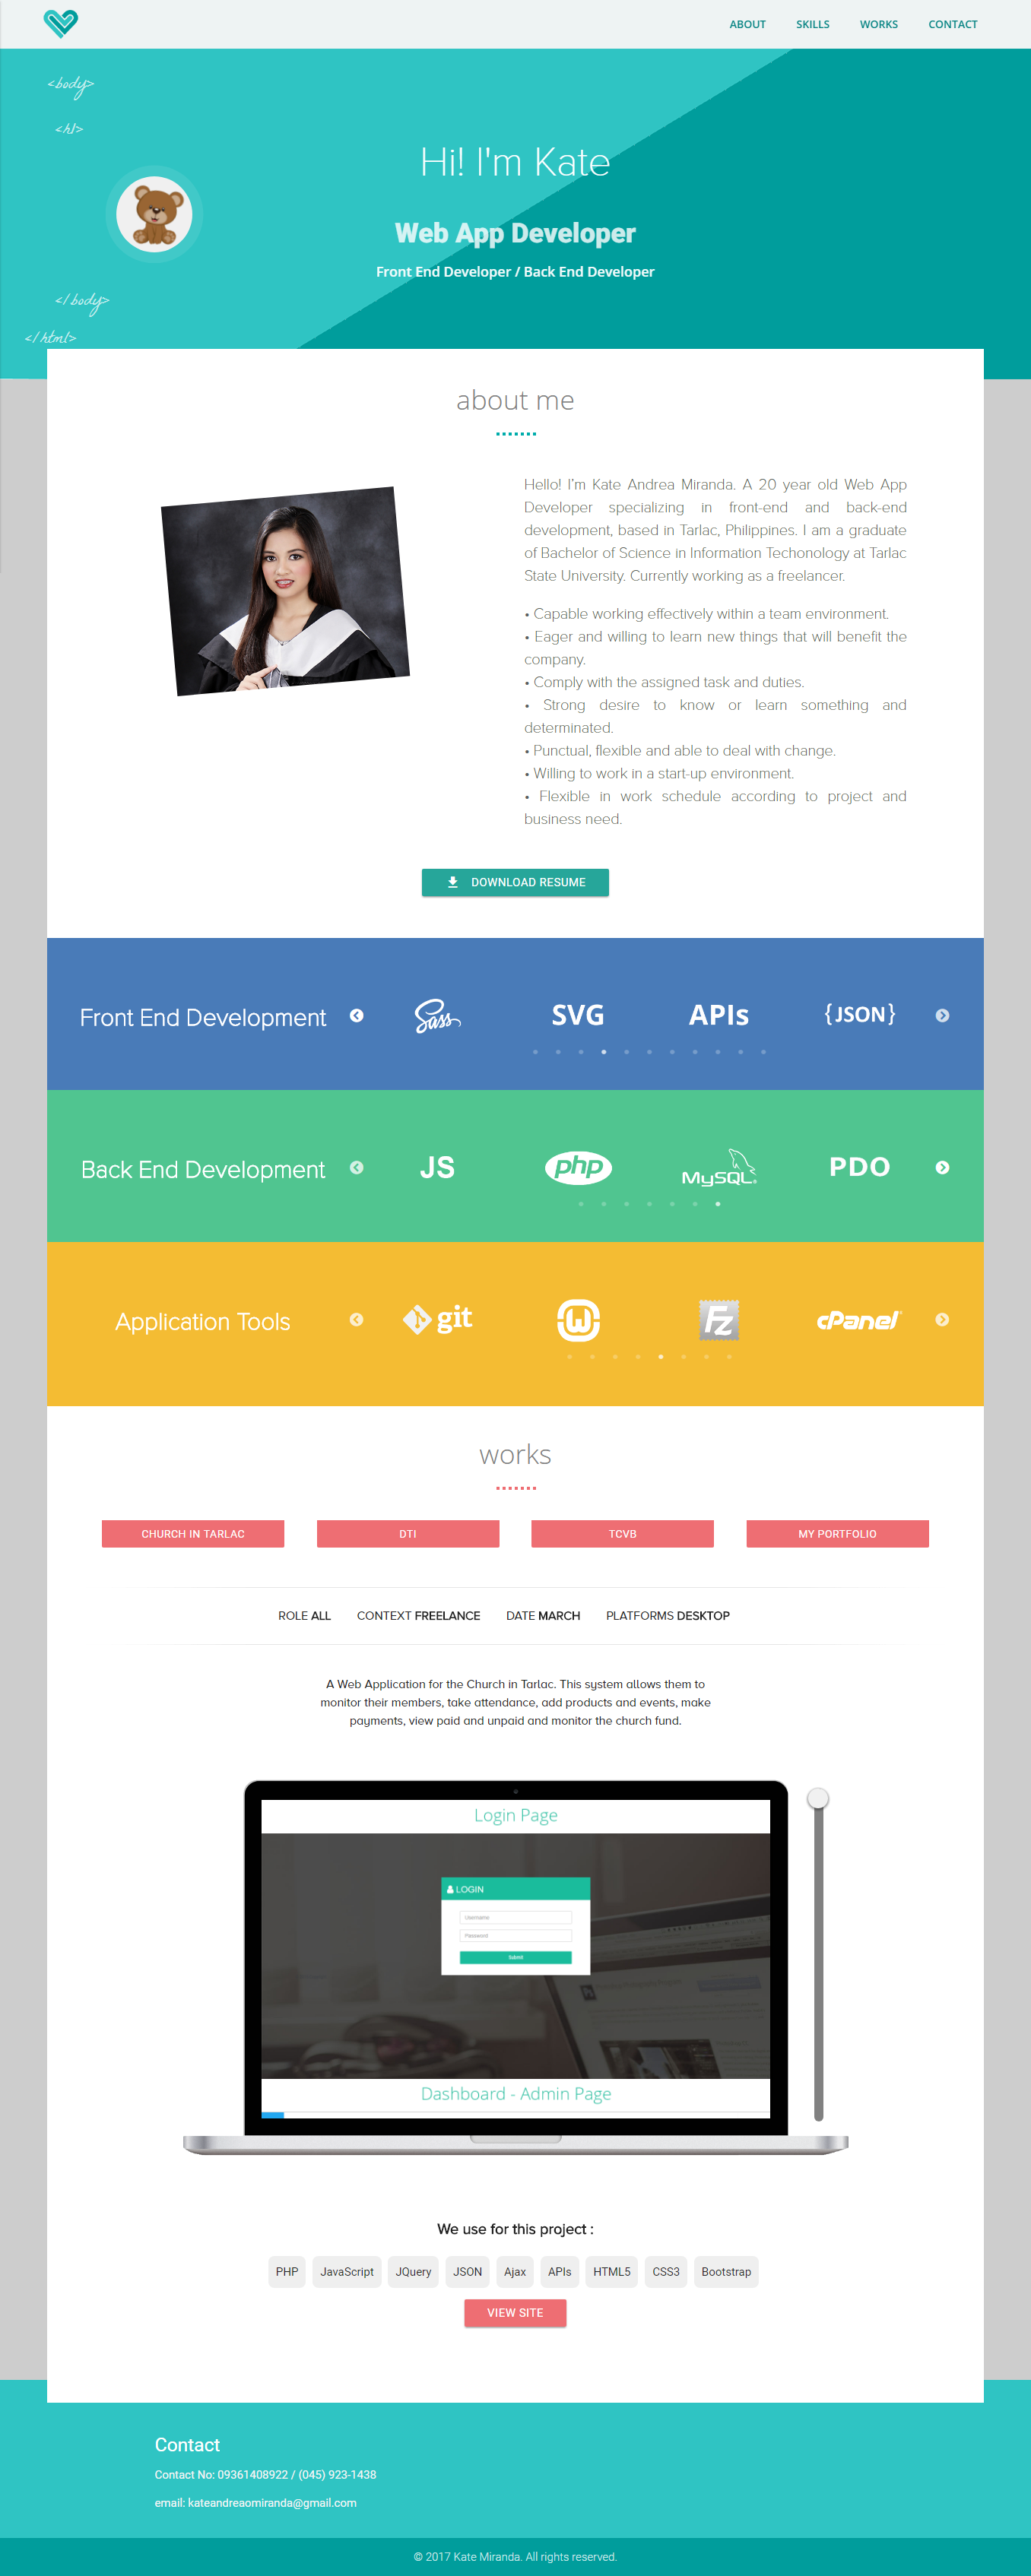 ABOUT SKILLS WORKS CONTACT
<body>
<h1>
Hi! I'm Kate
Web App Developer
Front End Developer / Back End Developer
</body>
</html>
about me
Hello! I'm Kate Andrea Miranda. A 20 year old Web App
Developer specializing in front-end and back-end
development, based in Tarlac, Philippines. I am a graduate
of Bachelor of Science in Information Techonology at Tarlac
State University. Currently working as a freelancer.
• Capable working effectively within a team environment.
• Eager and willing to learn new things that will benefit the
company.
• Comply with the assigned task and duties.
• Strong desire to know or learn something and
determinated.
• Punctual, flexible and able to deal with change.
• Willing to work in a start-up environment.
• Flexible in work schedule according to project and
business need.
DOWNLOAD RESUME
Front End Development Sass SVG APIs {JSON}
Back End Development JS php MySQL PDO
Application Tools git W Fz cPanel
works
CHURCH IN TARLAC DTI TCVB MY PORTFOLIO
ROLE ALL CONTEXT FREELANCE DATE MARCH PLATFORMS DESKTOP
A Web Application for the Church in Tarlac. This system allows them to
monitor their members, take attendance, add products and events, make
payments, view paid and unpaid and monitor the church fund.
Login Page
LOGIN
Username
Password
Submit
Dashboard - Admin Page
We use for this project :
PHP JavaScript JQuery JSON Ajax APIs HTML5 CSS3 Bootstrap
VIEW SITE
Contact
Contact No: 09361408922 / (045) 923-1438
email: kateandreaomiranda@gmail.com
© 2017 Kate Miranda. All rights reserved.